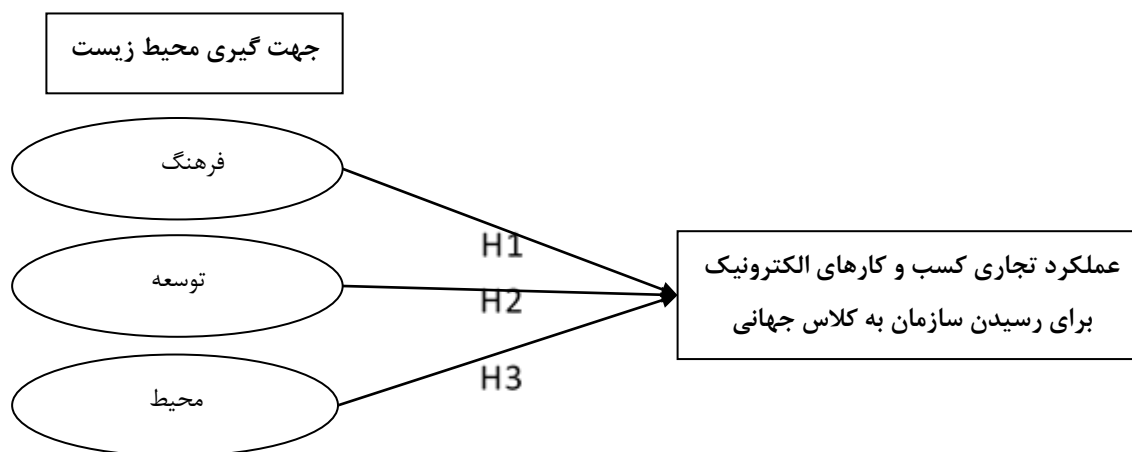 جهت گیری محیط زیست
فرهنگ
H1
توسعه
H2
عملکرد تجاری کسب و کارهای الکترونیک
برای رسیدن سازمان به کلاس جهانی
H3
محیط